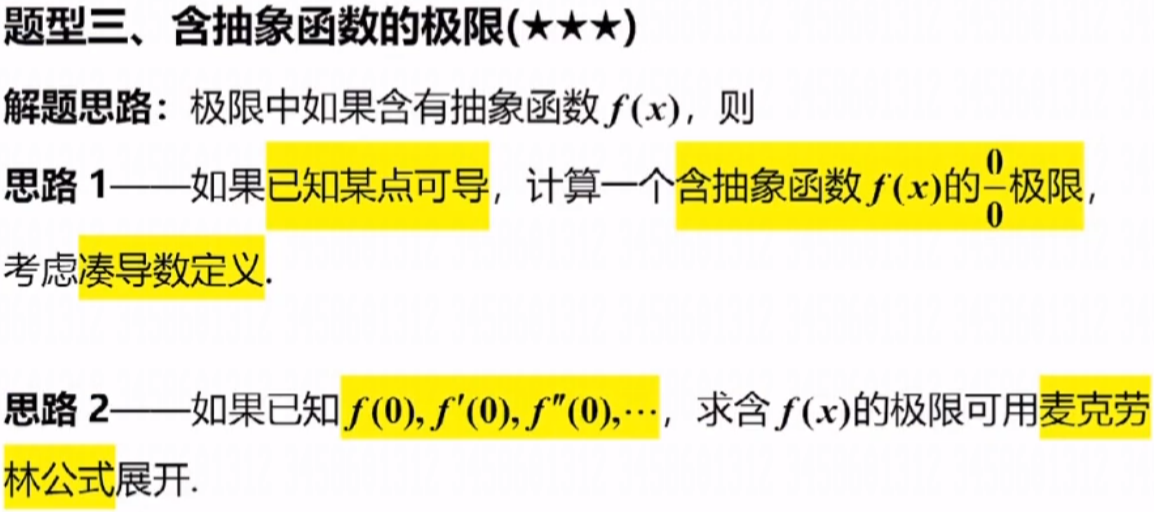 题型三、含抽象函数的极限(★★★)
解题思路：极限中如果含有抽象函数 f(x)，则
思路 1——如果已知某点可导，计算一个含抽象函数 f(x)的 0/0 极限，
考虑凑导数定义.
思路 2——如果已知 f(0), f′(0), f″(0),⋯，求含 f(x)的极限可用麦克劳
林公式展开.